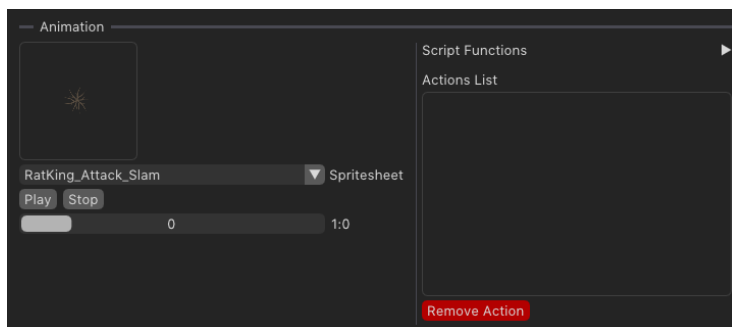 Animation
RatKing_Attack_Slam
Spritesheet
Play
Stop
0
1:0
Script Functions
Actions List
Remove Action